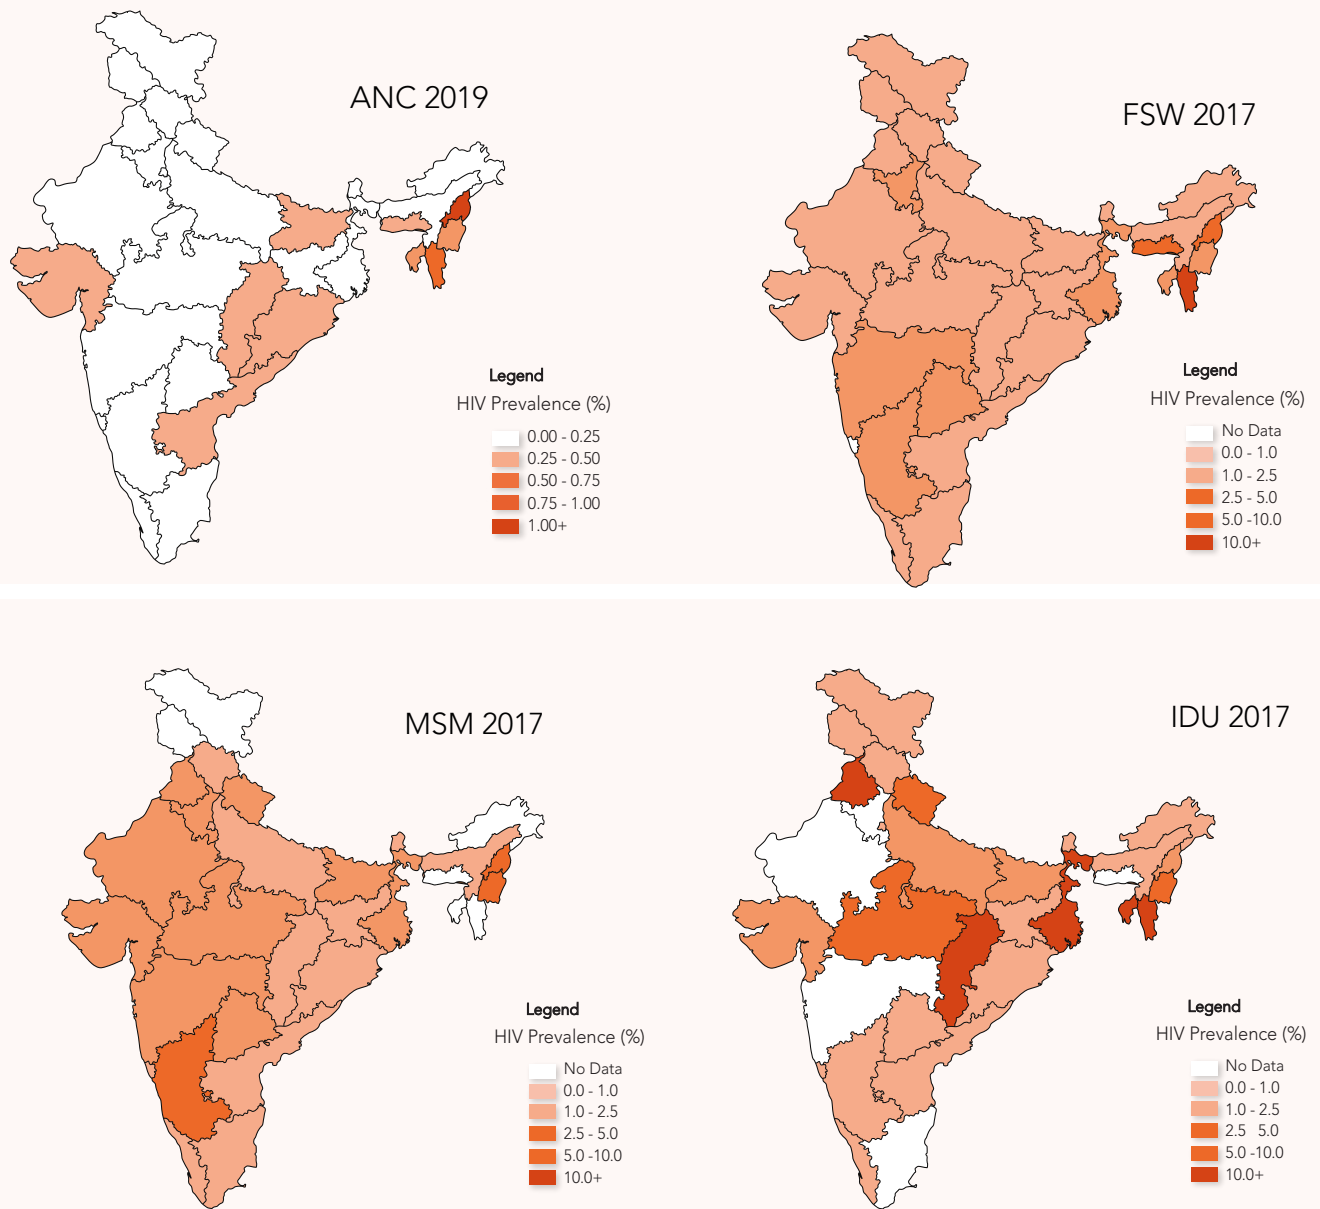 ANC 2019
Legend
HIV Prevalence (%)
0.00 - 0.25
0.25 - 0.50
0.50 - 0.75
0.75 - 1.00
1.00+
FSW 2017
Legend
HIV Prevalence (%)
No Data
0.0 - 1.0
1.0 - 2.5
2.5 - 5.0
5.0 -10.0
10.0+
MSM 2017
Legend
HIV Prevalence (%)
No Data
0.0 - 1.0
1.0 - 2.5
2.5 - 5.0
5.0 -10.0
10.0+
IDU 2017
Legend
HIV Prevalence (%)
No Data
0.0 - 1.0
1.0 - 2.5
2.5 5.0
5.0 -10.0
10.0+